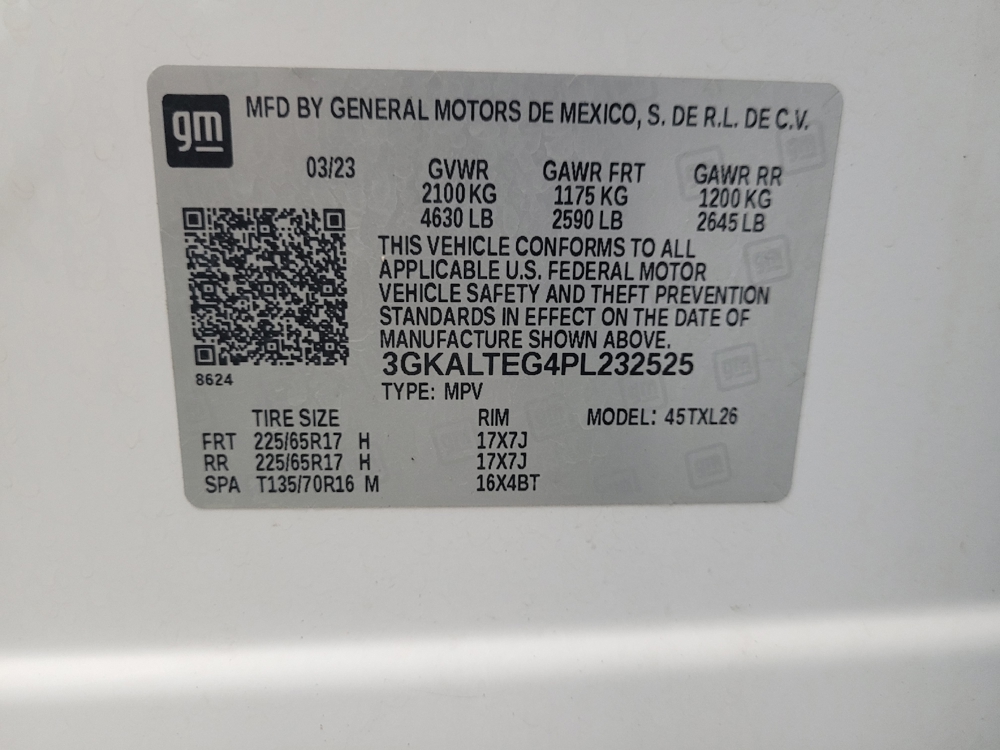 gm
MFD BY GENERAL MOTORS DE MEXICO, S. DE R.L. DE C.V.
03/23 GVWR GAWR FRT GAWR RR
2100 KG 1175 KG 1200 KG
4630 LB 2590 LB 2645 LB
THIS VEHICLE CONFORMS TO ALL
APPLICABLE U.S. FEDERAL MOTOR
VEHICLE SAFETY AND THEFT PREVENTION
STANDARDS IN EFFECT ON THE DATE OF
MANUFACTURE SHOWN ABOVE.
3GKALTEG4PL232525
8624
TYPE: MPV
TIRE SIZE RIM MODEL: 45TXL26
FRT 225/65R17 H 17X7J
RR 225/65R17 H 17X7J
SPA T135/70R16 M 16X4BT